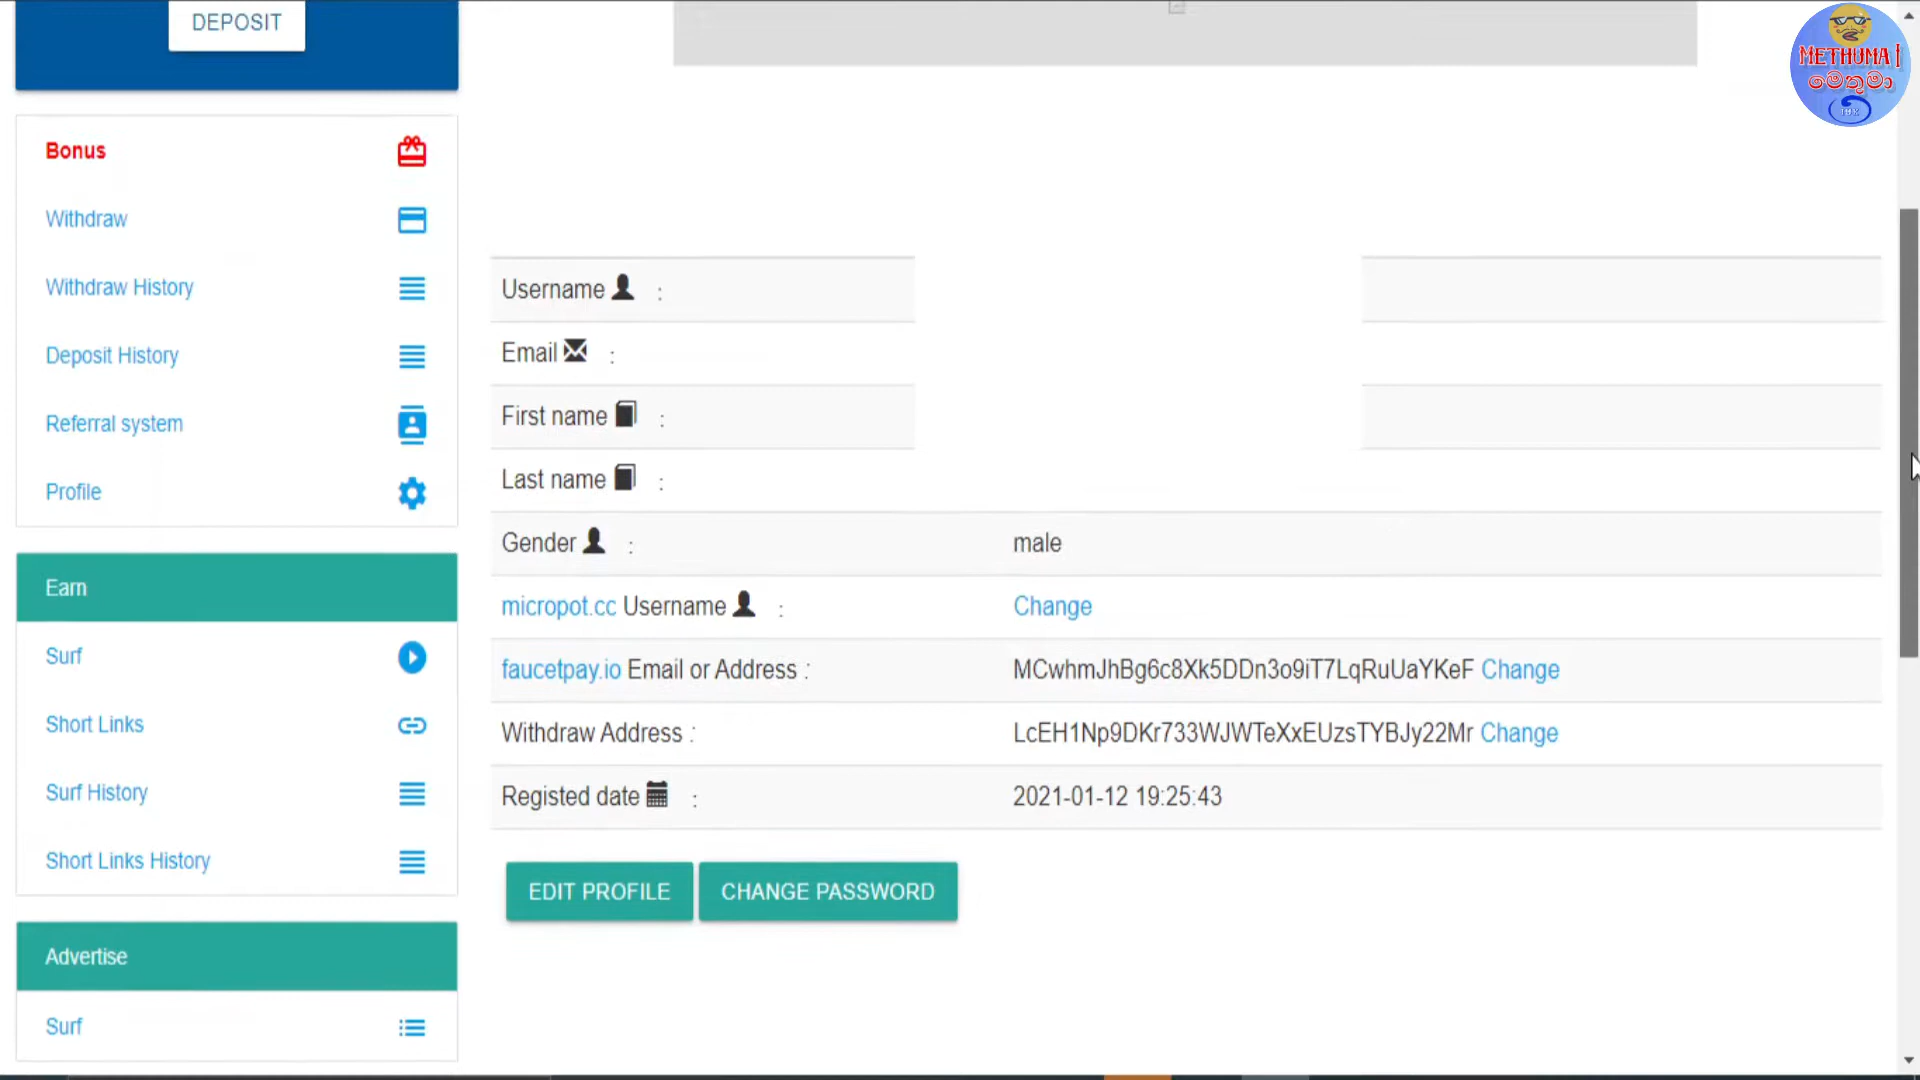 DEPOSIT
METHUMA |
මෙතුමා
Bonus
Withdraw
Withdraw History
Deposit History
Referral system
Profile
Earn
Surf
Short Links
Surf History
Short Links History
Advertise
Surf
Username :
Email :
First name :
Last name :
Gender : male
micropot.cc Username : Change
faucetpay.io Email or Address : MCwhmJhBg6c8Xk5DDn3o9iT7LqRuUaYKeF Change
Withdraw Address : LcEH1Np9DKr733WJWTeXxEUzsTYBJy22Mr Change
Registed date : 2021-01-12 19:25:43
EDIT PROFILE CHANGE PASSWORD